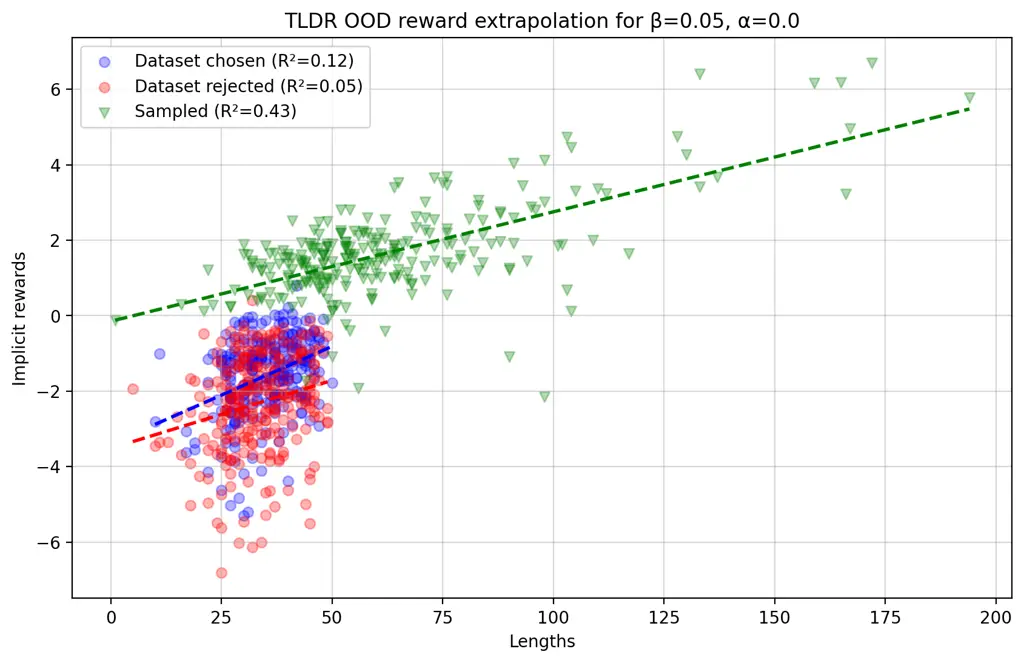 TLDR OOD reward extrapolation for β=0.05, α=0.0
Dataset chosen (R²=0.12)
Dataset rejected (R²=0.05)
Sampled (R²=0.43)
Implicit rewards
6
4
2
0
−2
−4
−6
0 25 50 75 100 125 150 175 200
Lengths